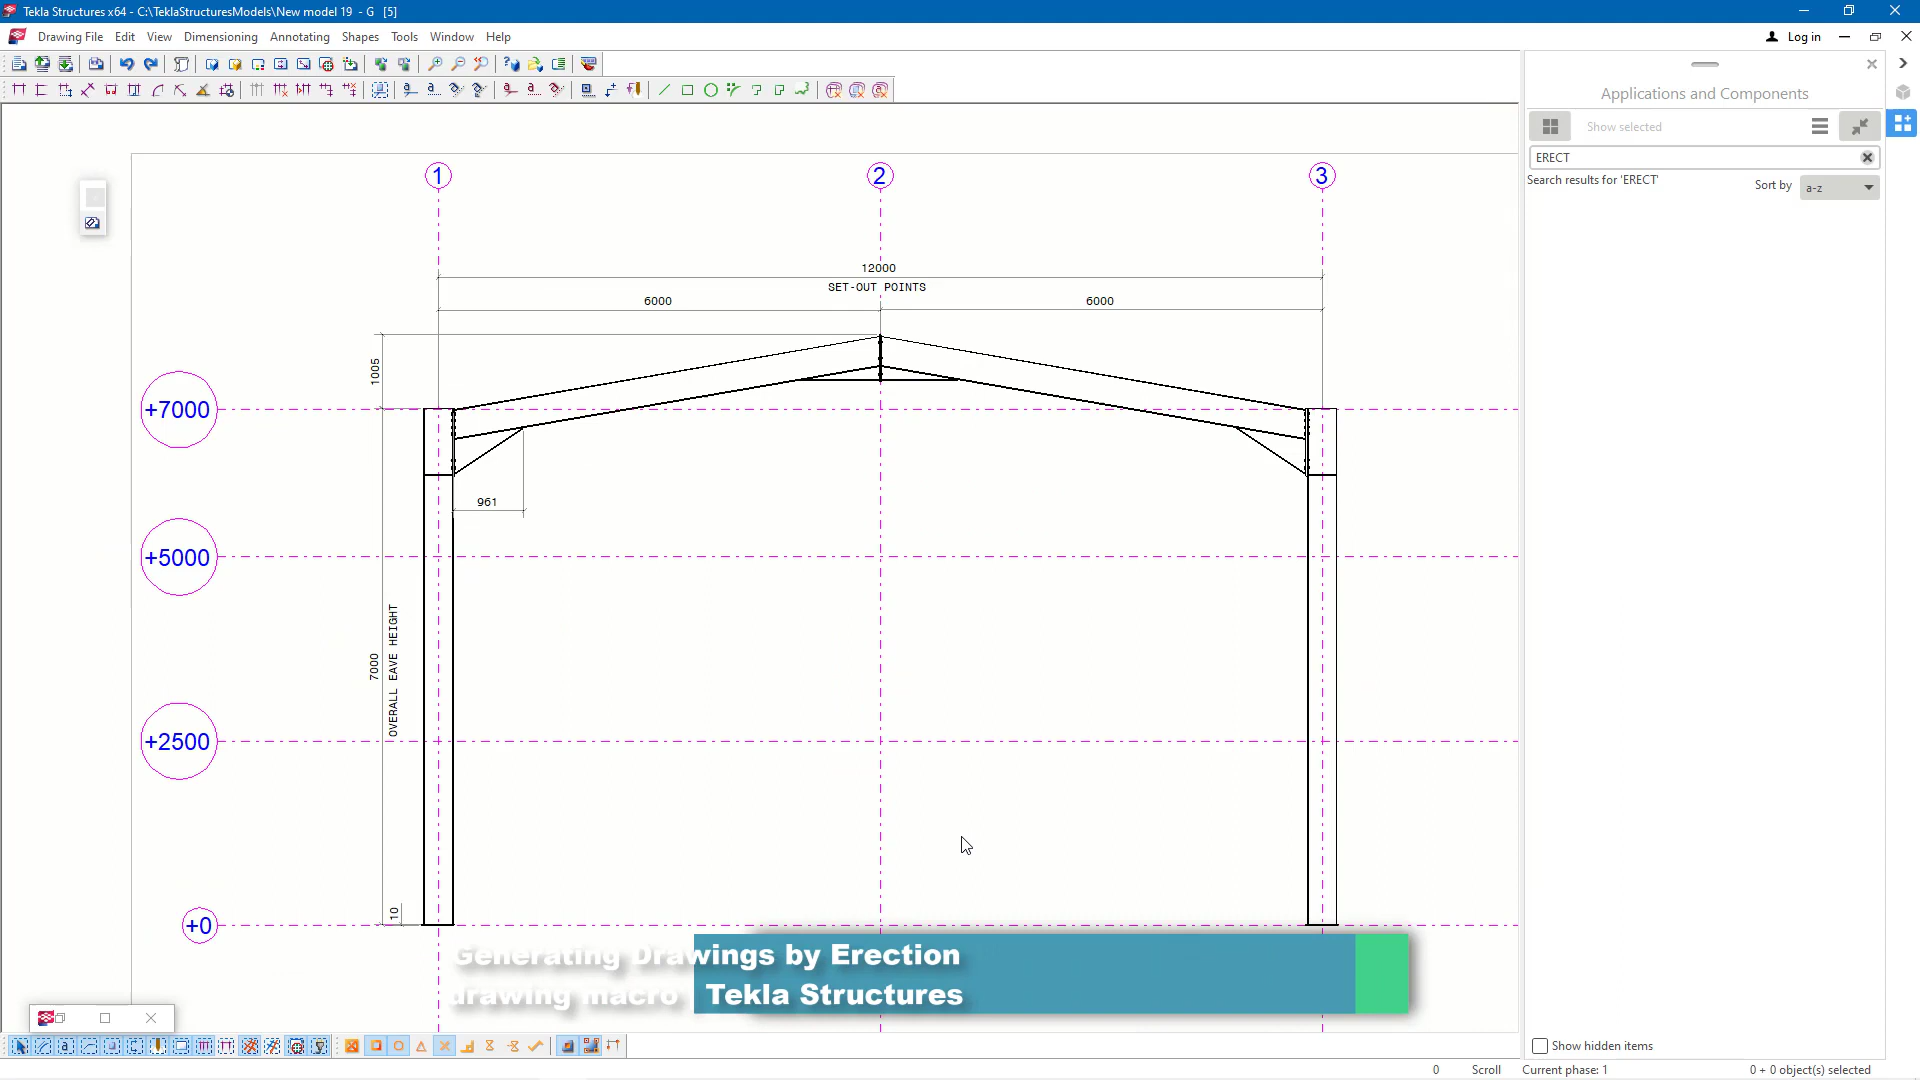 Tekla Structures x64 - C:\TeklaStructuresModels\New model 19 - G [5]
Drawing File Edit View Dimensioning Annotating Shapes Tools Window Help
Log in
Applications and Components
Show selected
ERECT
Search results for 'ERECT'
Sort by a-z
1 2 3
12000
SET-OUT POINTS
6000 6000
1005
+7000
961
+5000
7000
OVERALL EAVE HEIGHT
+2500
10
+0
Generating Drawings by Erection
drawing macro Tekla Structures
Show hidden items
0 Scroll Current phase: 1 0 + 0 object(s) selected